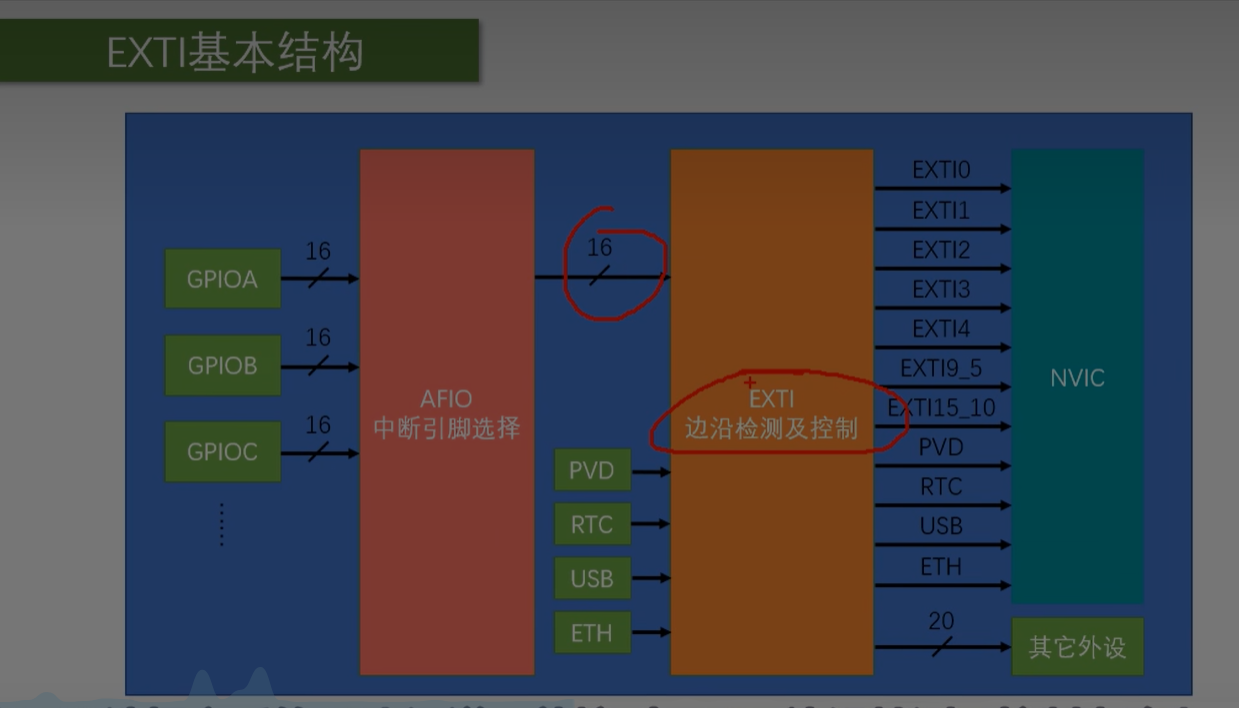 EXTI基本结构
16
GPIOA
16
GPIOB
16
GPIOC
AFIO
中断引脚选择
16
PVD
RTC
USB
ETH
EXTI
边沿检测及控制
EXTI0
EXTI1
EXTI2
EXTI3
EXTI4
EXTI9_5
EXTI15_10
PVD
RTC
USB
ETH
20
NVIC
其它外设